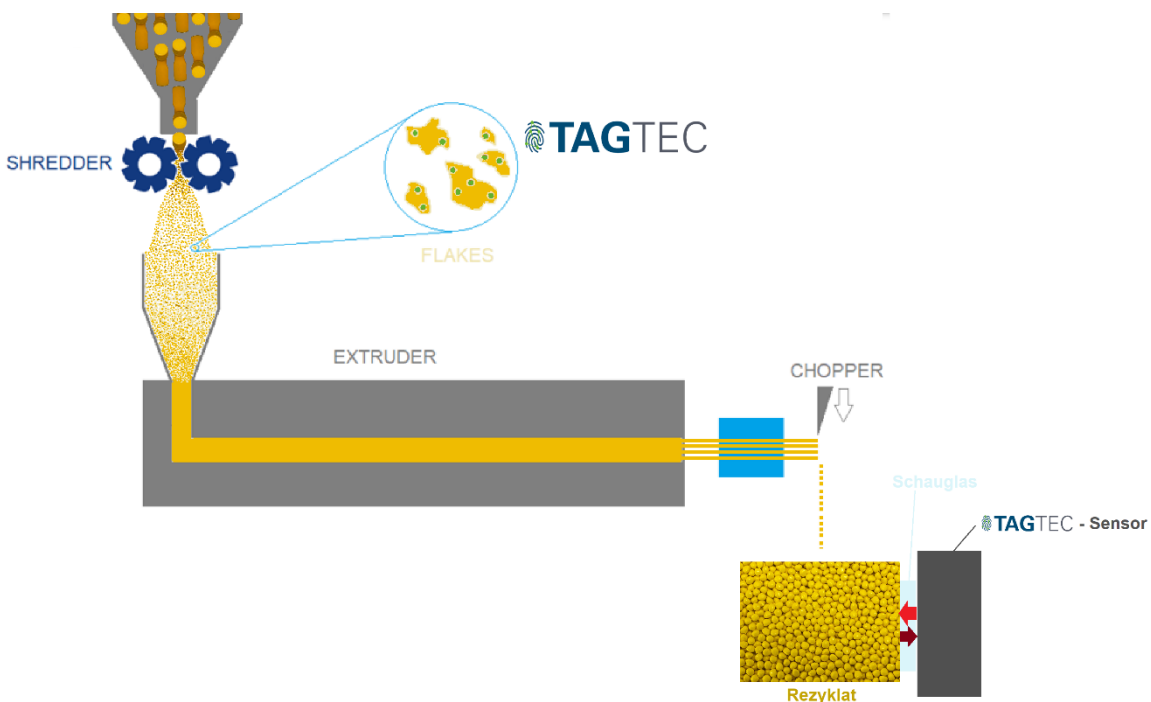 TAGTEC
SHREDDER
FLAKES
EXTRUDER
CHOPPER
Schauglas
TAGTEC - Sensor
Rezyklat